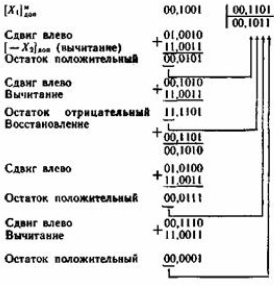 [X₁]ᵐдоп 00,1001 00,1101
00,1011
Сдвиг влево 01,0010
[—X₂]доп (вычитание) + 11,0011
Остаток положительный 00,0101
Сдвиг влево 00,1010
Вычитание + 11,0011
Остаток отрицательный 11,1101
Восстановление + 00,1101
00,1010
Сдвиг влево 01,0100
+ 11,0011
Остаток положительный 00,0111
Сдвиг влево 00,1110
Вычитание + 11,0011
Остаток положительный 00,0001